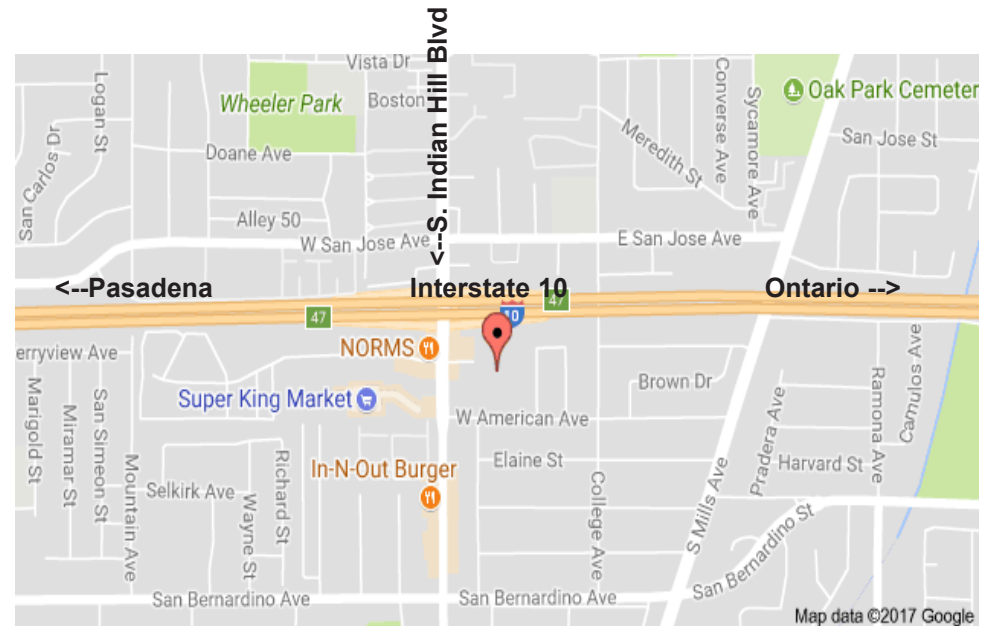 <--S. Indian Hill Blvd
Vista Dr
Logan St
Wheeler Park
Boston
Converse Ave
Sycamore Ave
Oak Park Cemeter
San Carlos Dr
Doane Ave
Meredith St
San Jose St
Alley 50
W San Jose Ave
E San Jose Ave
<--Pasadena
Interstate 10
Ontario -->
47
10
47
NORMS
erryview Ave
Super King Market
Brown Dr
W American Ave
Marigold St
Miramar St
San Simeon St
Mountain Ave
Richard St
In-N-Out Burger
Elaine St
College Ave
Pradera Ave
Harvard St
Ramona Ave
Camulos Ave
Selkirk Ave
Wayne St
S Mills Ave
San Bernardino St
San Bernardino Ave
San Bernardino Ave
Map data ©2017 Google